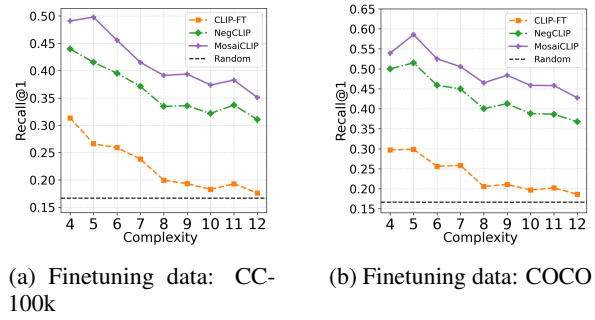 CLIP-FT
NegCLIP
MosaiCLIP
Random
Recall@1
0.50
0.45
0.40
0.35
0.30
0.25
0.20
0.15
4 5 6 7 8 9 10 11 12
Complexity
(a) Finetuning data: CC-
100k
CLIP-FT
NegCLIP
MosaiCLIP
Random
Recall@1
0.65
0.60
0.55
0.50
0.45
0.40
0.35
0.30
0.25
0.20
0.15
4 5 6 7 8 9 10 11 12
Complexity
(b) Finetuning data: COCO